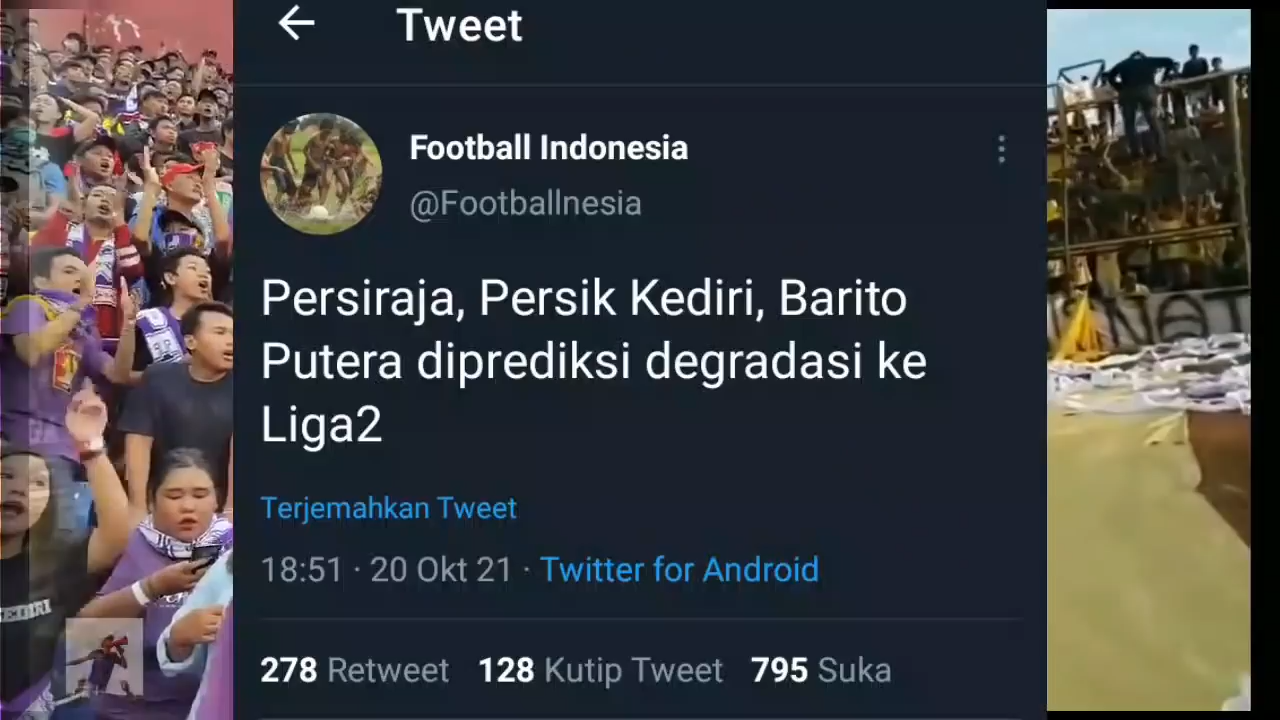 Tweet
Football Indonesia
@Footballnesia
Persiraja, Persik Kediri, Barito
Putera diprediksi degradasi ke
Liga2
Terjemahkan Tweet
18:51 · 20 Okt 21 · Twitter for Android
278 Retweet 128 Kutip Tweet 795 Suka
KEDIRI